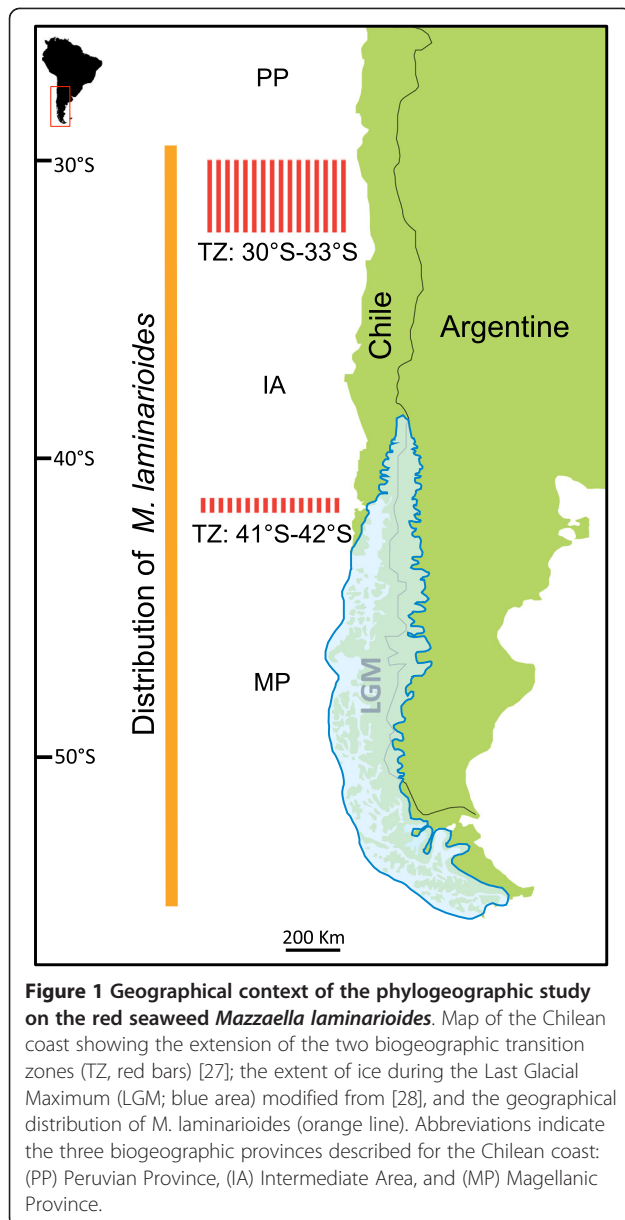 PP
30°S
TZ: 30°S-33°S
Chile
Argentine
Distribution of M. laminarioides
IA
40°S
TZ: 41°S-42°S
MP
LGM
50°S
200 Km
Figure 1 Geographical context of the phylogeographic study
on the red seaweed Mazzaella laminarioides. Map of the Chilean
coast showing the extension of the two biogeographic transition
zones (TZ, red bars) [27]; the extent of ice during the Last Glacial
Maximum (LGM; blue area) modified from [28], and the geographical
distribution of M. laminarioides (orange line). Abbreviations indicate
the three biogeographic provinces described for the Chilean coast:
(PP) Peruvian Province, (IA) Intermediate Area, and (MP) Magellanic
Province.